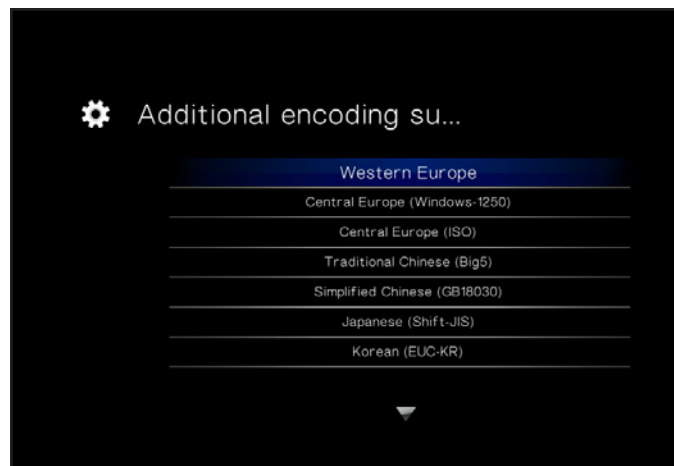 Additional encoding su...
Western Europe
Central Europe (Windows-1250)
Central Europe (ISO)
Traditional Chinese (Big5)
Simplified Chinese (GB18030)
Japanese (Shift-JIS)
Korean (EUC-KR)